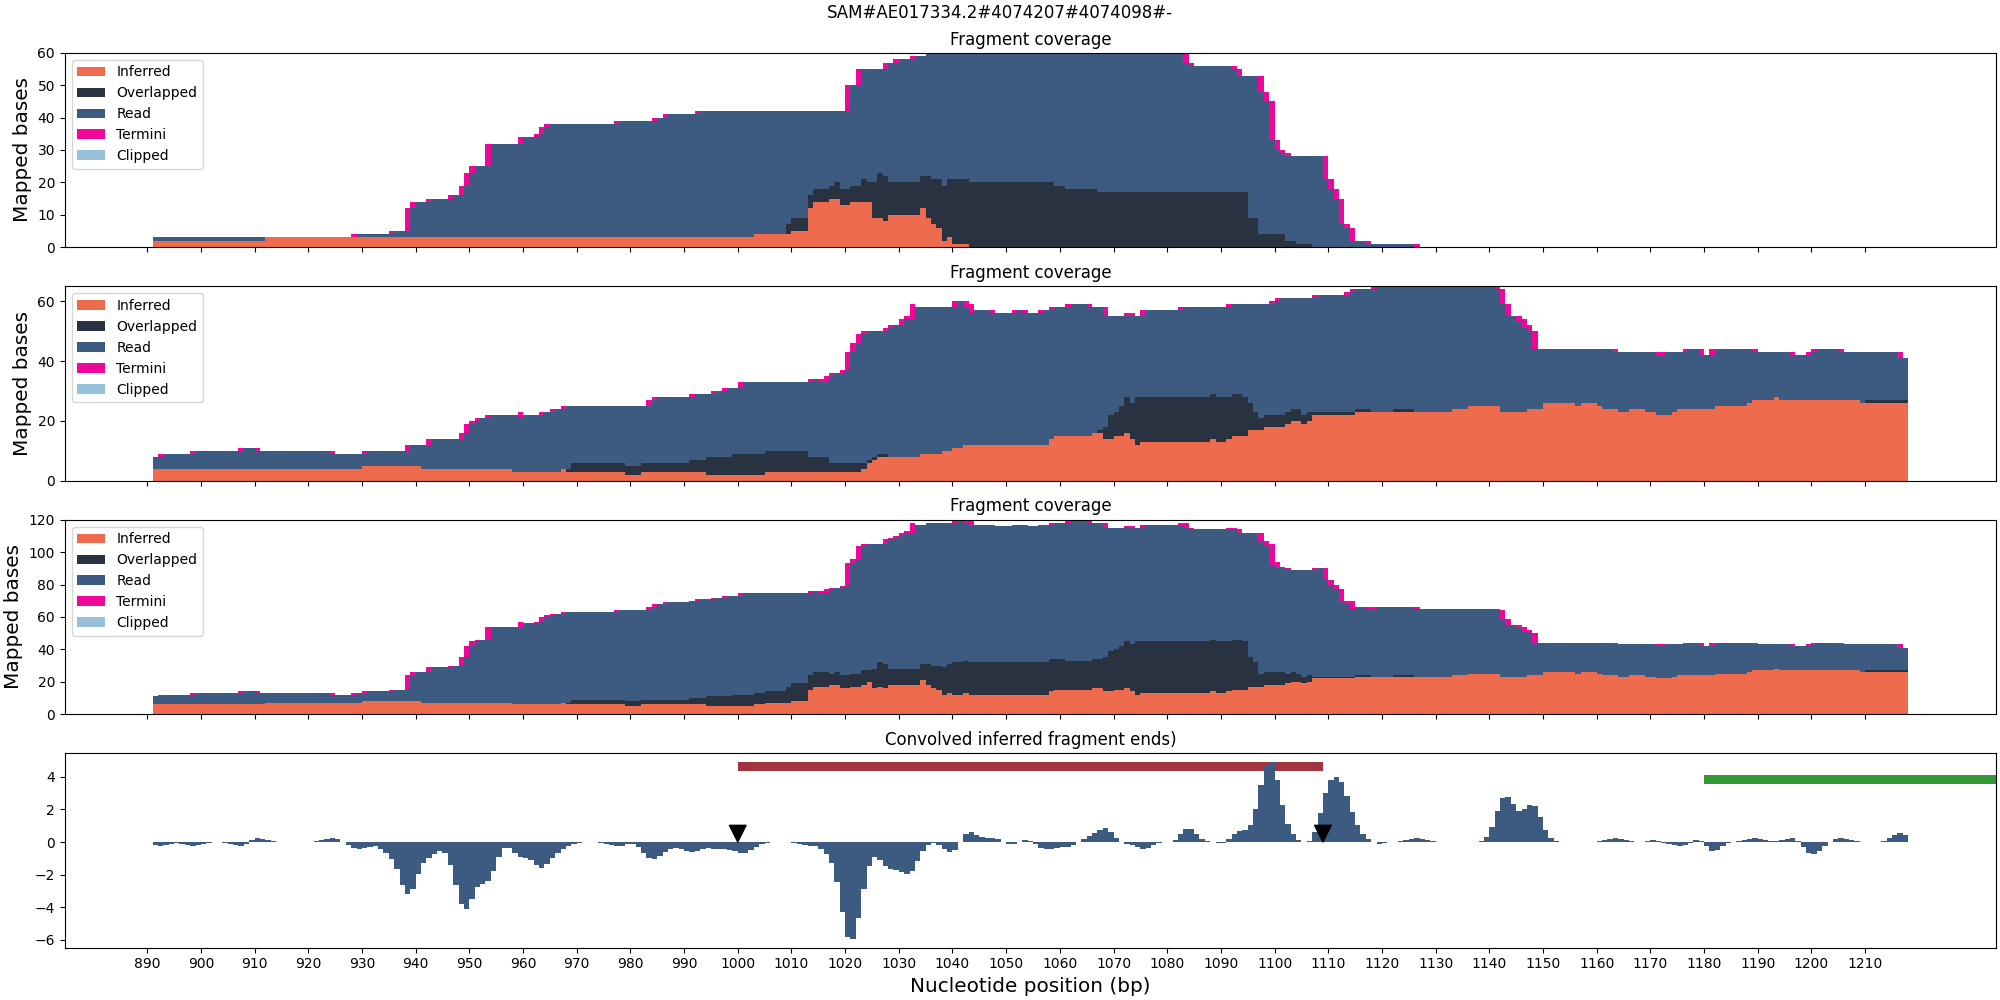 SAM#AE017334.2#4074207#4074098#-
Fragment coverage
Mapped bases
60
50
40
30
20
10
0
Inferred
Overlapped
Read
Termini
Clipped
Fragment coverage
Mapped bases
60
40
20
0
Inferred
Overlapped
Read
Termini
Clipped
Fragment coverage
Mapped bases
120
100
80
60
40
20
0
Inferred
Overlapped
Read
Termini
Clipped
Convolved inferred fragment ends)
4
2
0
−2
−4
−6
890 900 910 920 930 940 950 960 970 980 990 1000 1010 1020 1030 1040 1050 1060 1070 1080 1090 1100 1110 1120 1130 1140 1150 1160 1170 1180 1190 1200 1210
Nucleotide position (bp)